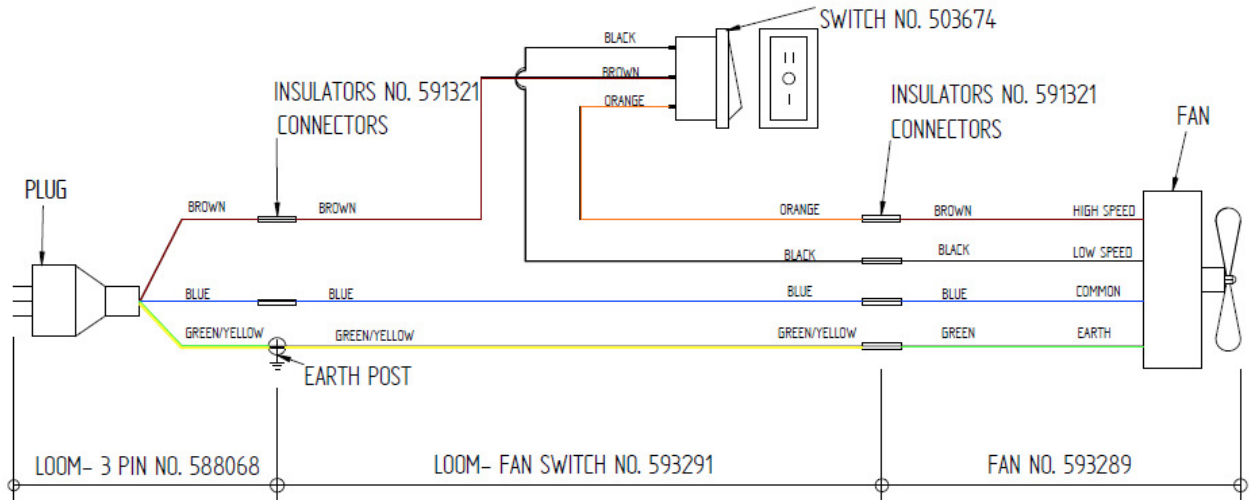 SWITCH NO. 503674
BLACK
BROWN
ORANGE
INSULATORS NO. 591321
CONNECTORS
INSULATORS NO. 591321
CONNECTORS
FAN
PLUG
BROWN
BROWN
ORANGE
BROWN
HIGH SPEED
BLACK
BLACK
LOW SPEED
BLUE
BLUE
BLUE
BLUE
COMMON
GREEN/YELLOW
GREEN/YELLOW
GREEN/YELLOW
GREEN
EARTH
EARTH POST
LOOM- 3 PIN NO. 588068
LOOM- FAN SWITCH NO. 593291
FAN NO. 593289